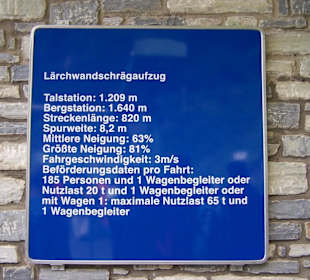 Lärchwandschrägaufzug
Talstation: 1.209 m
Bergstation: 1.640 m
Streckenlänge: 820 m
Spurweite: 8,2 m
Mittlere Neigung: 63%
Größte Neigung: 81%
Fahrgeschwindigkeit: 3m/s
Beförderungsdaten pro Fahrt:
185 Personen und 1 Wagenbegleiter oder
Nutzlast 20 t und 1 Wagenbegleiter oder
mit Wagen 1: maximale Nutzlast 65 t und
1 Wagenbegleiter